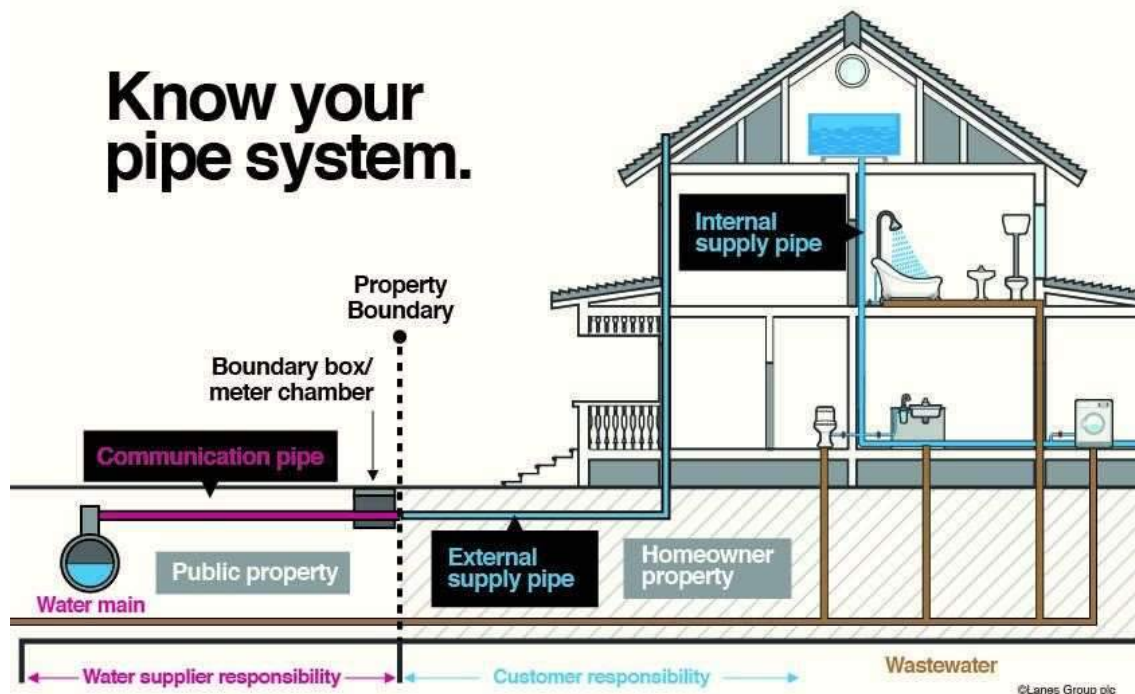 Know your
pipe system.
Internal
supply pipe
Property
Boundary
Boundary box/
meter chamber
Communication pipe
External
supply pipe
Homeowner
property
Public property
Water main
Water supplier responsibility
Customer responsibility
Wastewater
©Lanes Group plc